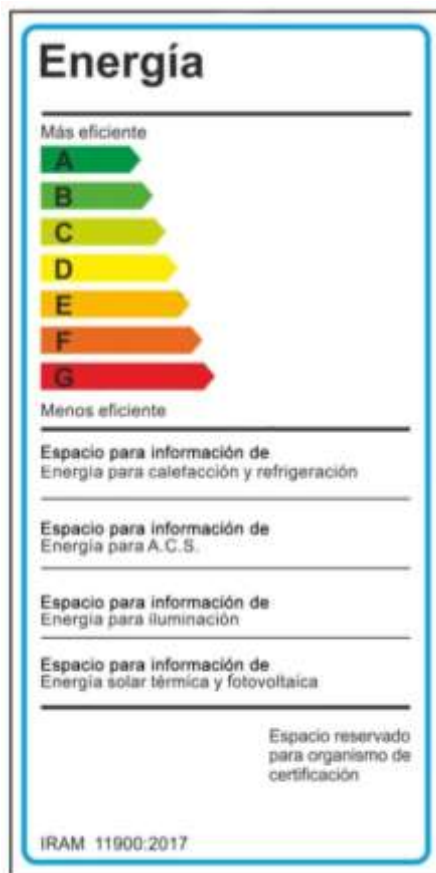 Energía
Más eficiente
A
B
C
D
E
F
G
Menos eficiente
Espacio para información de
Energía para calefacción y refrigeración
Espacio para información de
Energía para A.C.S.
Espacio para información de
Energía para iluminación
Espacio para información de
Energía solar térmica y fotovoltaica
Espacio reservado
para organismo de
certificación
IRAM 11900:2017